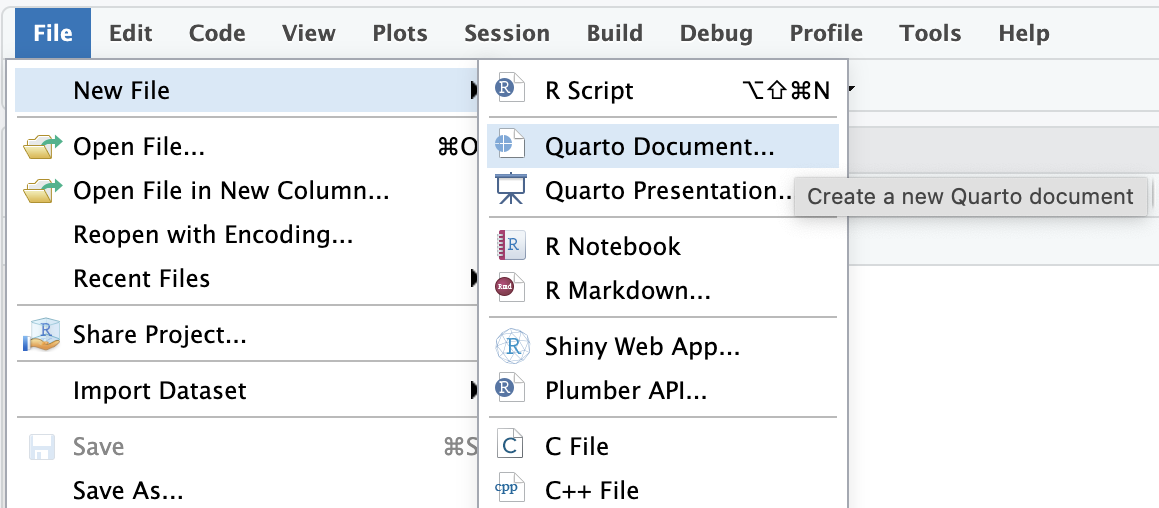 File Edit Code View Plots Session Build Debug Profile Tools Help
New File
Open File... ⌘O
Open File in New Column...
Reopen with Encoding...
Recent Files
Share Project...
Import Dataset
Save ⌘S
Save As...
R Script ⌥⇧⌘N
Quarto Document...
Quarto Presentation...
Create a new Quarto document
R Notebook
R Markdown...
Shiny Web App...
Plumber API...
C File
C++ File